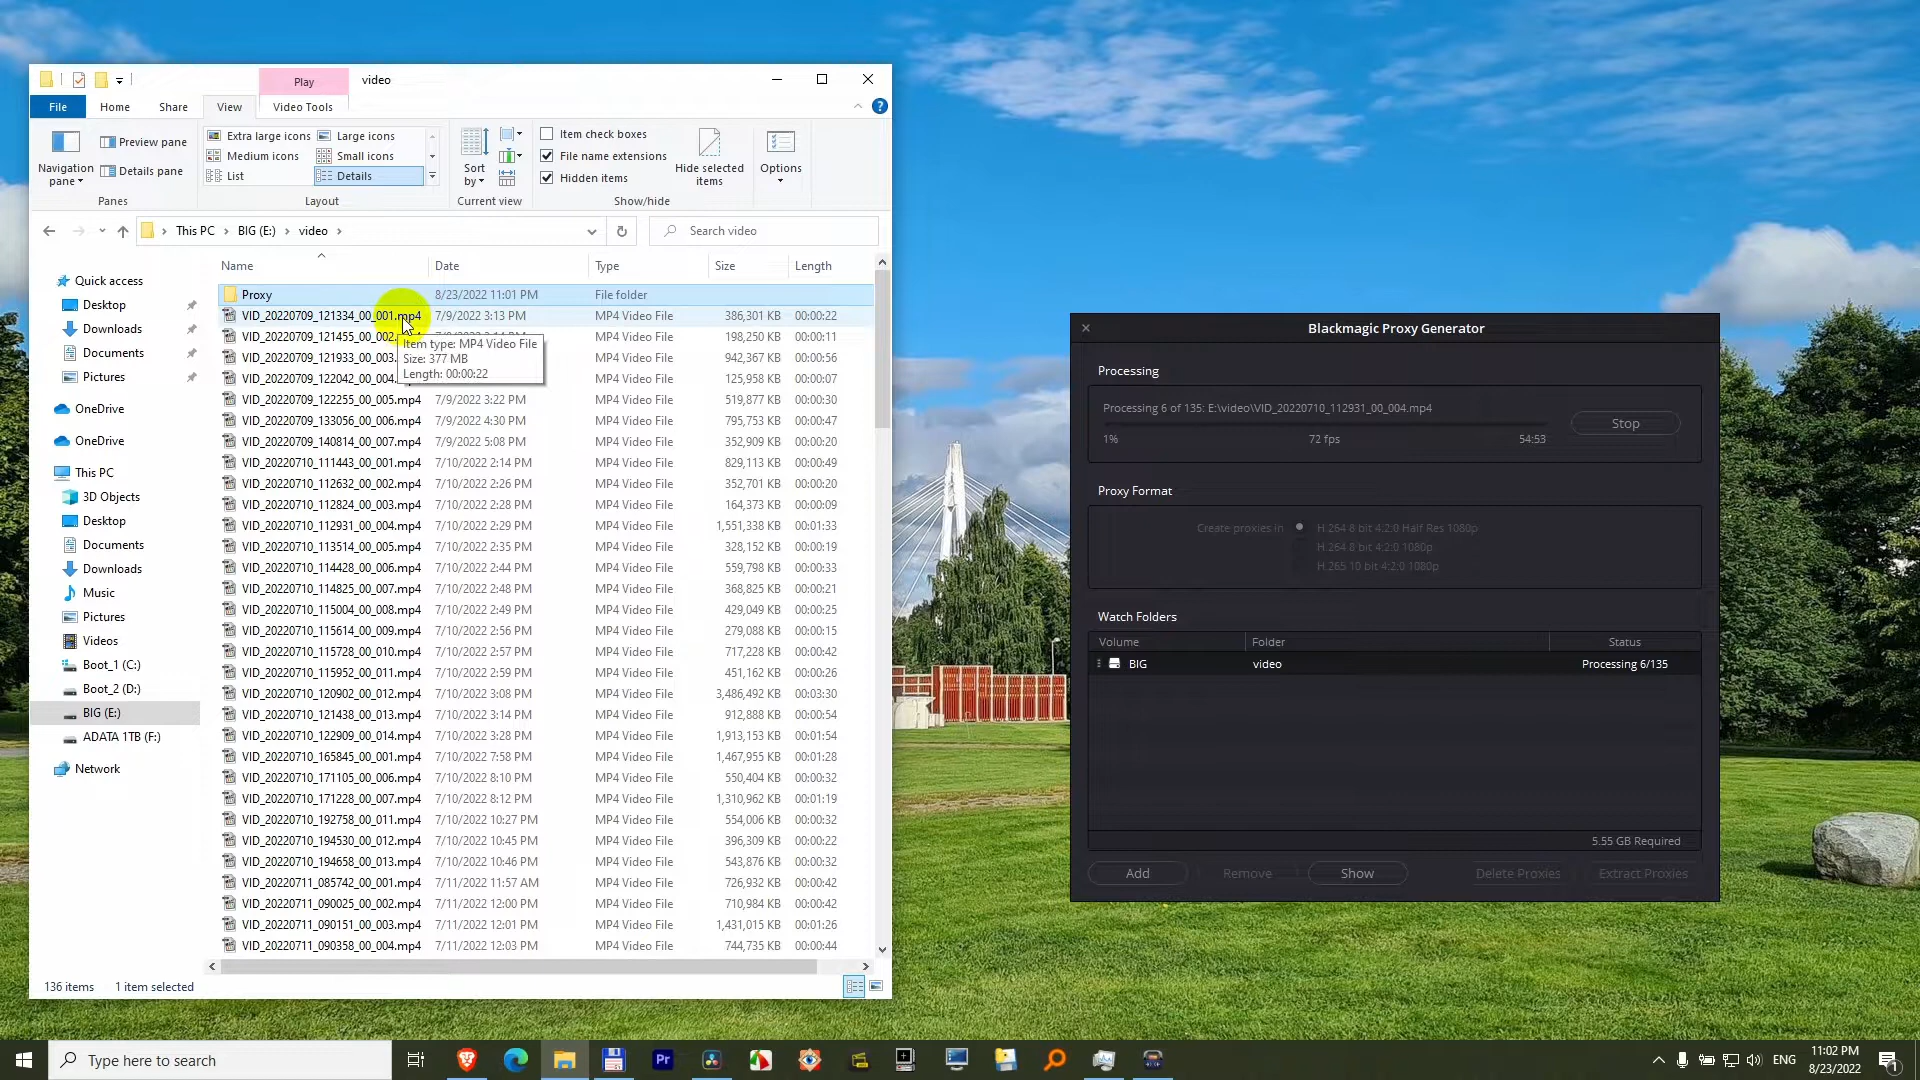 Play
video
File
Home
Share
View
Video Tools
Navigation pane
Preview pane
Details pane
Panes
Extra large icons
Large icons
Medium icons
Small icons
List
Details
Layout
Sort by
Current view
Item check boxes
File name extensions
Hidden items
Hide selected items
Show/hide
Options
This PC
BIG (E:)
video
Search video
Name
Date
Type
Size
Length
Quick access
Desktop
Downloads
Documents
Pictures
OneDrive
OneDrive
This PC
3D Objects
Desktop
Documents
Downloads
Music
Pictures
Videos
Boot_1 (C:)
Boot_2 (D:)
BIG (E:)
ADATA 1TB (F:)
Network
Proxy 8/23/2022 11:01 PM File folder
VID_20220709_121334_00_001.mp4 7/9/2022 3:13 PM MP4 Video File 386,301 KB 00:00:22
VID_20220709_121455_00_002. MP4 Video File 198,250 KB 00:00:11
VID_20220709_121933_00_003. MP4 Video File 942,367 KB 00:00:56
VID_20220709_122042_00_004. MP4 Video File 125,958 KB 00:00:07
Item type: MP4 Video File
Size: 377 MB
Length: 00:00:22
VID_20220709_122255_00_005.mp4 7/9/2022 3:22 PM MP4 Video File 519,877 KB 00:00:30
VID_20220709_133056_00_006.mp4 7/9/2022 4:30 PM MP4 Video File 795,753 KB 00:00:47
VID_20220709_140814_00_007.mp4 7/9/2022 5:08 PM MP4 Video File 352,909 KB 00:00:20
VID_20220710_111443_00_001.mp4 7/10/2022 2:14 PM MP4 Video File 829,113 KB 00:00:49
VID_20220710_112632_00_002.mp4 7/10/2022 2:26 PM MP4 Video File 352,701 KB 00:00:20
VID_20220710_112824_00_003.mp4 7/10/2022 2:28 PM MP4 Video File 164,373 KB 00:00:09
VID_20220710_112931_00_004.mp4 7/10/2022 2:29 PM MP4 Video File 1,551,338 KB 00:01:33
VID_20220710_113514_00_005.mp4 7/10/2022 2:35 PM MP4 Video File 328,152 KB 00:00:19
VID_20220710_114428_00_006.mp4 7/10/2022 2:44 PM MP4 Video File 559,798 KB 00:00:33
VID_20220710_114825_00_007.mp4 7/10/2022 2:48 PM MP4 Video File 368,825 KB 00:00:21
VID_20220710_115004_00_008.mp4 7/10/2022 2:49 PM MP4 Video File 429,049 KB 00:00:25
VID_20220710_115614_00_009.mp4 7/10/2022 2:56 PM MP4 Video File 279,088 KB 00:00:15
VID_20220710_115728_00_010.mp4 7/10/2022 2:57 PM MP4 Video File 717,228 KB 00:00:42
VID_20220710_115952_00_011.mp4 7/10/2022 2:59 PM MP4 Video File 451,162 KB 00:00:26
VID_20220710_120902_00_012.mp4 7/10/2022 3:08 PM MP4 Video File 3,486,492 KB 00:03:30
VID_20220710_121438_00_013.mp4 7/10/2022 3:14 PM MP4 Video File 912,888 KB 00:00:54
VID_20220710_122909_00_014.mp4 7/10/2022 3:28 PM MP4 Video File 1,913,153 KB 00:01:54
VID_20220710_165845_00_001.mp4 7/10/2022 7:58 PM MP4 Video File 1,467,955 KB 00:01:28
VID_20220710_171105_00_006.mp4 7/10/2022 8:10 PM MP4 Video File 550,404 KB 00:00:32
VID_20220710_171228_00_007.mp4 7/10/2022 8:12 PM MP4 Video File 1,310,962 KB 00:01:19
VID_20220710_192758_00_011.mp4 7/10/2022 10:27 PM MP4 Video File 554,006 KB 00:00:32
VID_20220710_194530_00_012.mp4 7/10/2022 10:45 PM MP4 Video File 396,309 KB 00:00:22
VID_20220710_194658_00_013.mp4 7/10/2022 10:46 PM MP4 Video File 543,876 KB 00:00:32
VID_20220711_085742_00_001.mp4 7/11/2022 11:57 AM MP4 Video File 726,932 KB 00:00:42
VID_20220711_090025_00_002.mp4 7/11/2022 12:00 PM MP4 Video File 710,984 KB 00:00:42
VID_20220711_090151_00_003.mp4 7/11/2022 12:01 PM MP4 Video File 1,431,015 KB 00:01:26
VID_20220711_090358_00_004.mp4 7/11/2022 12:03 PM MP4 Video File 744,735 KB 00:00:44
136 items 1 item selected
Blackmagic Proxy Generator
Processing
Processing 6 of 135: E:\video\VID_20220710_112931_00_004.mp4
Stop
1% 72 fps 54:53
Proxy Format
Create proxies in H.264 8 bit 4:2:0 Half Res 1080p
H.264 8 bit 4:2:0 1080p
H.265 10 bit 4:2:0 1080p
Watch Folders
Volume Folder Status
BIG video Processing 6/135
5.55 GB Required
Add Remove Show Delete Proxies Extract Proxies
Type here to search
Pr
ENG
11:02 PM
8/23/2022
1